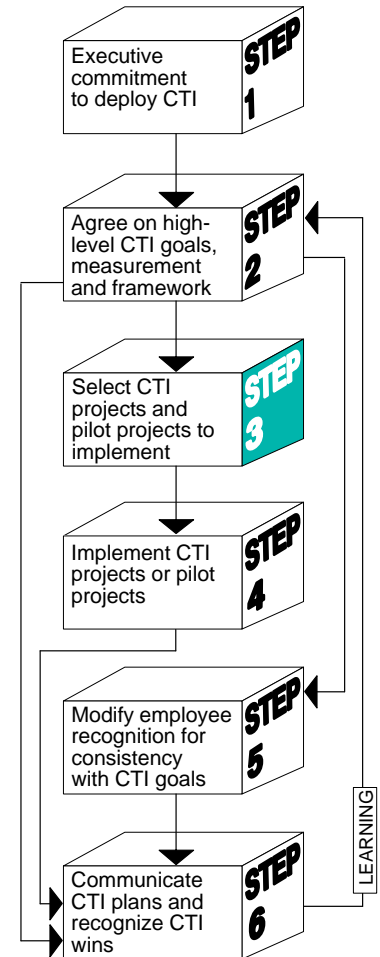 Executive
commitment
to deploy CTI
STEP
1
Agree on high-
level CTI goals,
measurement
and framework
STEP
2
Select CTI
projects and
pilot projects to
implement
STEP
3
Implement CTI
projects or pilot
projects
STEP
4
Modify employee
recognition for
consistency
with CTI goals
STEP
5
Communicate
CTI plans and
recognize CTI
wins
STEP
6
LEARNING